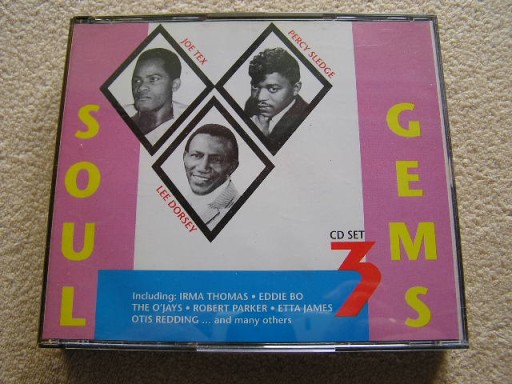 SOUL
GEMS
JOE TEX
PERCY SLEDGE
LEE DORSEY
CD SET
3
Including: IRMA THOMAS • EDDIE BO
THE O'JAYS • ROBERT PARKER • ETTA JAMES
OTIS REDDING ... and many others